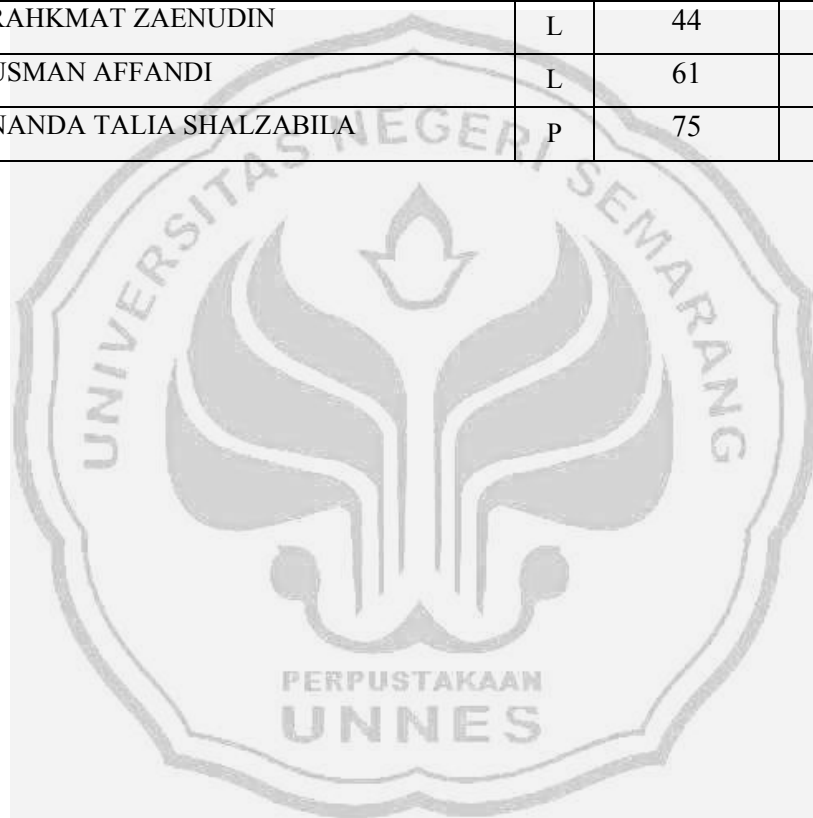 RAHKMAT ZAENUDIN L 44
USMAN AFFANDI L 61
NANDA TALIA SHALZABILA P 75
UNIVERSITAS NEGERI SEMARANG
PERPUSTAKAAN
UNNES